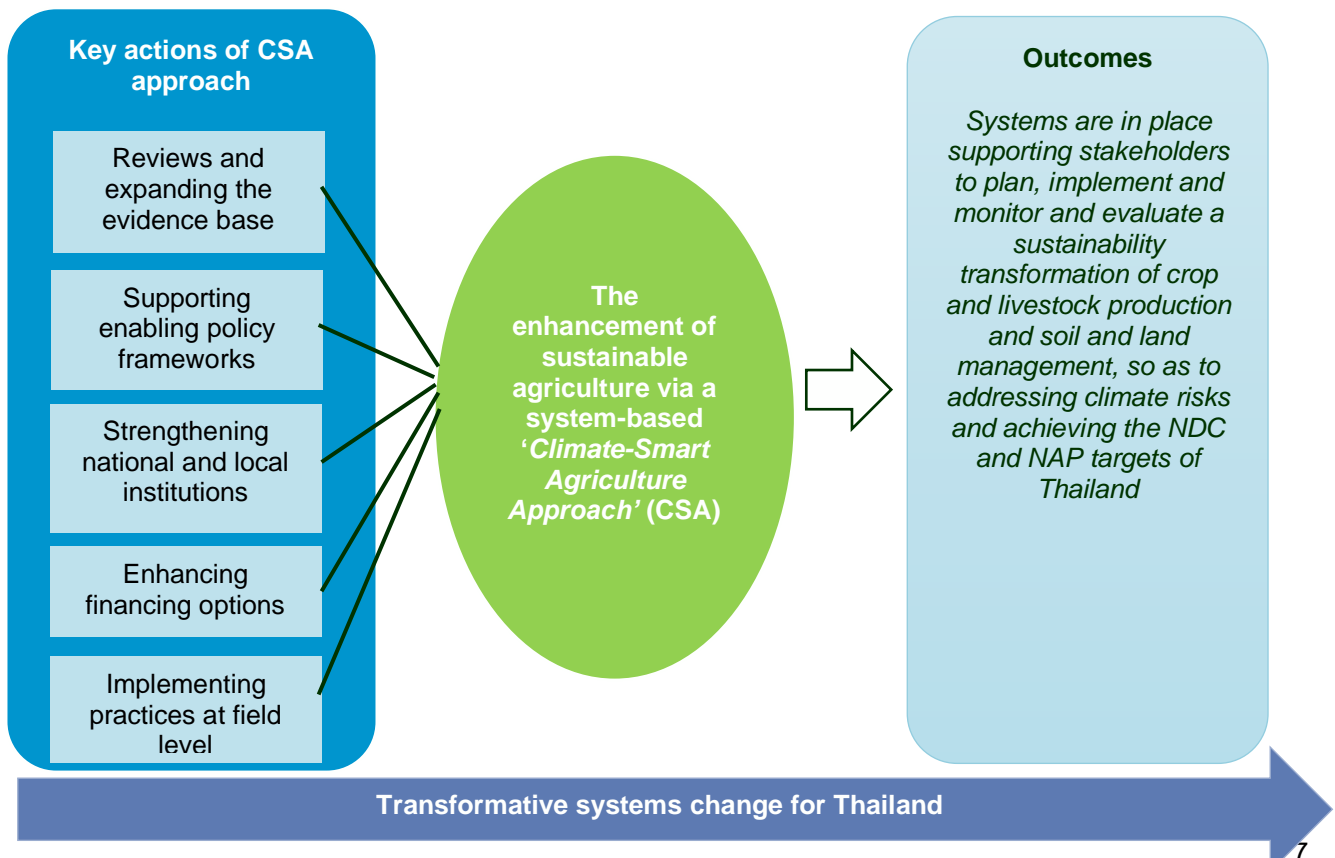 Key actions of CSA
approach
Reviews and
expanding the
evidence base
Supporting
enabling policy
frameworks
Strengthening
national and local
institutions
Enhancing
financing options
Implementing
practices at field
level
The
enhancement of
sustainable
agriculture via a
system-based
‘Climate-Smart
Agriculture
Approach’ (CSA)
Outcomes
Systems are in place
supporting stakeholders
to plan, implement and
monitor and evaluate a
sustainability
transformation of crop
and livestock production
and soil and land
management, so as to
addressing climate risks
and achieving the NDC
and NAP targets of
Thailand
Transformative systems change for Thailand
7